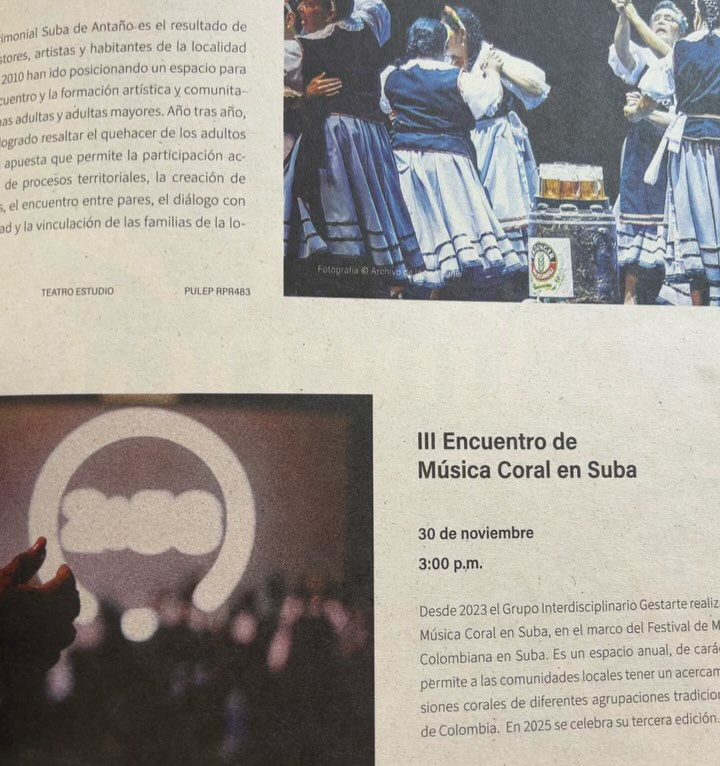 imonial Suba de Antaño es el resultado de
stores, artistas y habitantes de la localidad
2010 han ido posicionando un espacio para
cuentro y la formación artística y comunita-
nas adultas y adultas mayores. Año tras año,
logrado resaltar el quehacer de los adultos
apuesta que permite la participación ac-
de procesos territoriales, la creación de
s, el encuentro entre pares, el diálogo con
ad y la vinculación de las familias de la lo-
TEATRO ESTUDIO
PULEP RPR483
Fotografía © Archivo de la
III Encuentro de
Música Coral en Suba
30 de noviembre
3:00 p.m.
Desde 2023 el Grupo Interdisciplinario Gestarte realiz
Música Coral en Suba, en el marco del Festival de M
Colombiana en Suba. Es un espacio anual, de cará
permite a las comunidades locales tener un acercam
siones corales de diferentes agrupaciones tradicion
de Colombia. En 2025 se celebra su tercera edición.